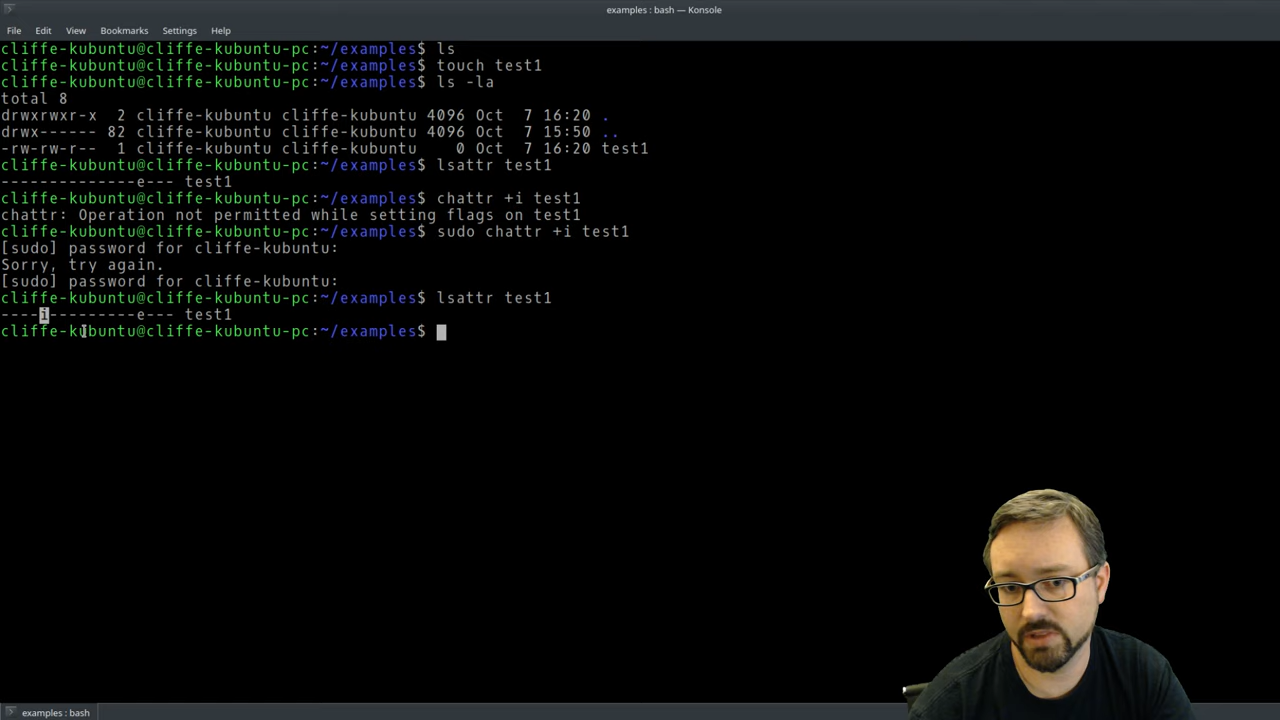 examples : bash — Konsole
File Edit View Bookmarks Settings Help
cliffe-kubuntu@cliffe-kubuntu-pc:~/examples$ ls
cliffe-kubuntu@cliffe-kubuntu-pc:~/examples$ touch test1
cliffe-kubuntu@cliffe-kubuntu-pc:~/examples$ ls -la
total 8
drwxrwxr-x  2 cliffe-kubuntu cliffe-kubuntu 4096 Oct  7 16:20 .
drwx------ 82 cliffe-kubuntu cliffe-kubuntu 4096 Oct  7 15:50 ..
-rw-rw-r--  1 cliffe-kubuntu cliffe-kubuntu    0 Oct  7 16:20 test1
cliffe-kubuntu@cliffe-kubuntu-pc:~/examples$ lsattr test1
--------------e--- test1
cliffe-kubuntu@cliffe-kubuntu-pc:~/examples$ chattr +i test1
chattr: Operation not permitted while setting flags on test1
cliffe-kubuntu@cliffe-kubuntu-pc:~/examples$ sudo chattr +i test1
[sudo] password for cliffe-kubuntu:
Sorry, try again.
[sudo] password for cliffe-kubuntu:
cliffe-kubuntu@cliffe-kubuntu-pc:~/examples$ lsattr test1
----i---------e--- test1
cliffe-kubuntu@cliffe-kubuntu-pc:~/examples$
examples : bash